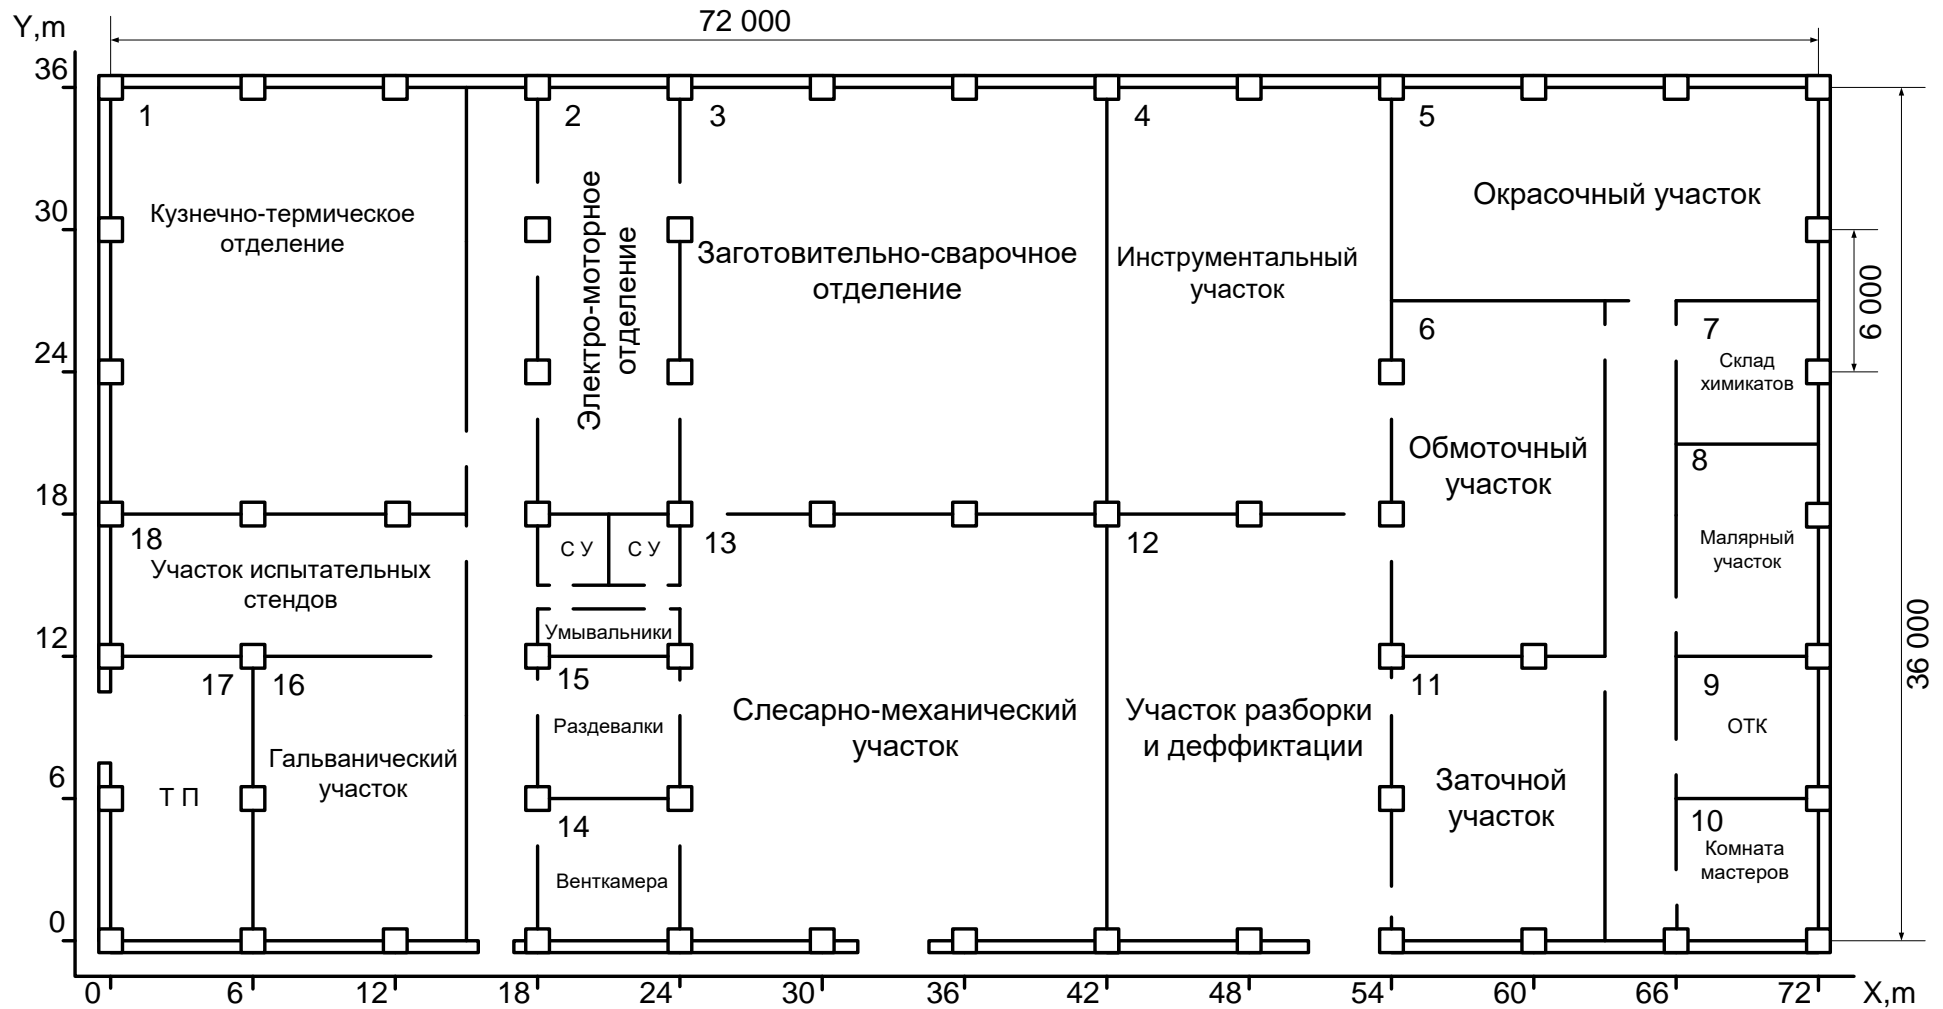 72 000
Y,m
36
1
2
3
4
5
Окрасочный участок
30
Кузнечно-термическое
отделение
Электро-моторное
отделение
Заготовительно-сварочное
отделение
Инструментальный
участок
6 000
24
6
7
Склад
химикатов
Обмоточный
участок
8
18
18
Участок испытательных
стендов
С У
С У
13
12
Малярный
участок
36 000
12
Умывальники
17
16
15
11
9
Слесарно-механический
участок
Участок разборки
и деффиктации
Раздевалки
ОТК
Гальванический
участок
6
Т П
Заточной
участок
14
10
Комната
мастеров
Венткамера
0
0
6
12
18
24
30
36
42
48
54
60
66
72
X,m